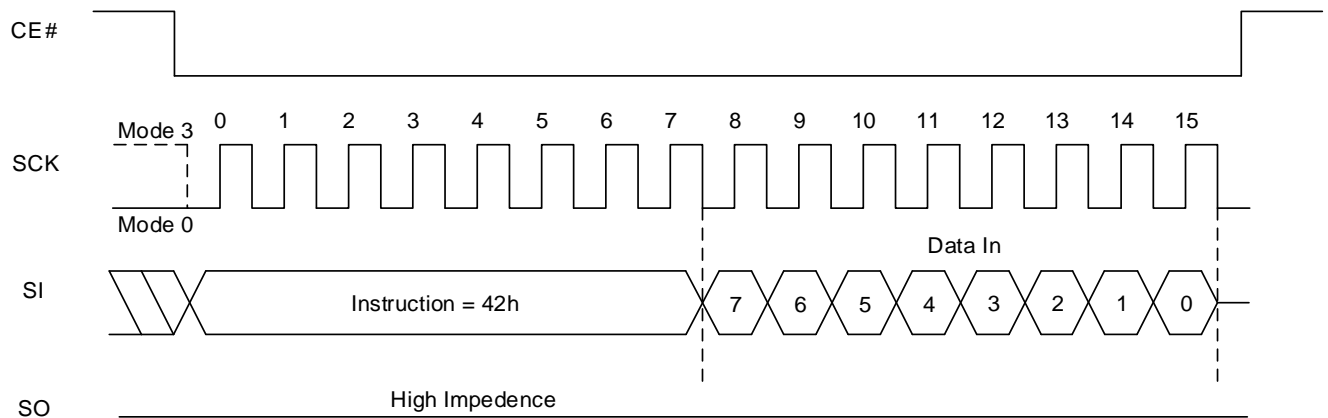 CE#
Mode 3 0 1 2 3 4 5 6 7 8 9 10 11 12 13 14 15
SCK
Mode 0
Data In
SI
Instruction = 42h 7 6 5 4 3 2 1 0
High Impedence
SO